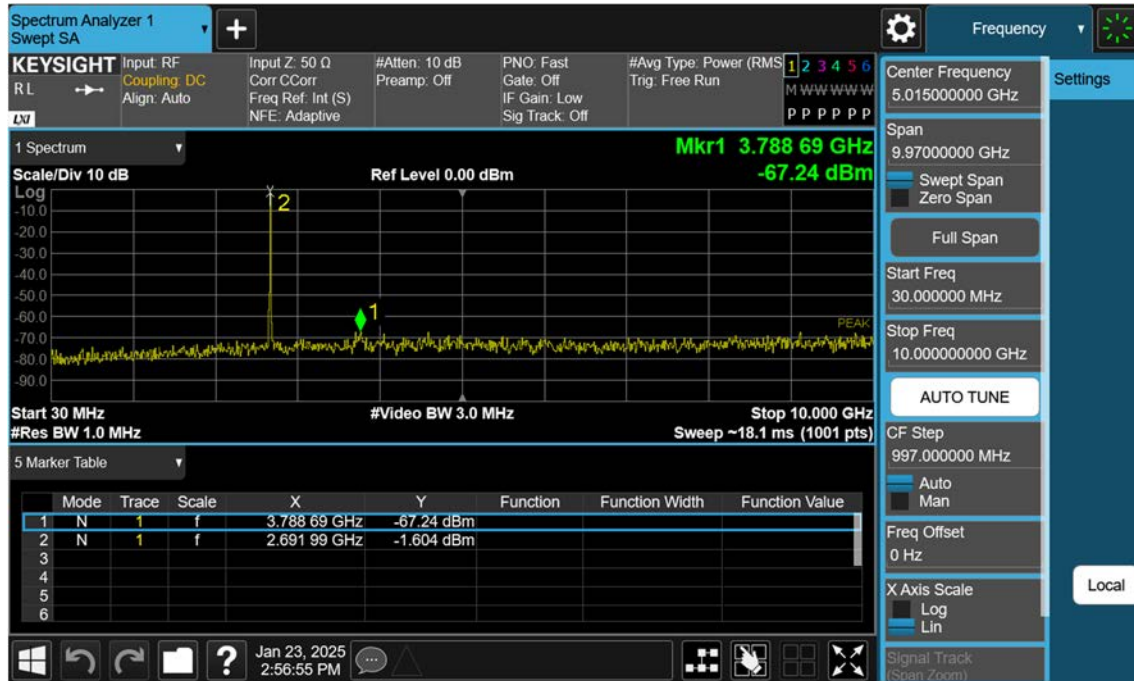 Spectrum Analyzer 1
Swept SA
Frequency
KEYSIGHT
RL
LXI
Input: RF
Coupling: DC
Align: Auto
Input Z: 50 Ω
Corr CCorr
Freq Ref: Int (S)
NFE: Adaptive
#Atten: 10 dB
Preamp: Off
PNO: Fast
Gate: Off
IF Gain: Low
Sig Track: Off
#Avg Type: Power (RMS
Trig: Free Run
1 2 3 4 5 6
M W W W W W
P P P P P P
1 Spectrum
Mkr1 3.788 69 GHz
-67.24 dBm
Scale/Div 10 dB
Ref Level 0.00 dBm
Log
-10.0
-20.0
-30.0
-40.0
-50.0
-60.0
-70.0
-80.0
-90.0
2
1
PEAK
Start 30 MHz
#Video BW 3.0 MHz
Stop 10.000 GHz
#Res BW 1.0 MHz
Sweep ~18.1 ms (1001 pts)
5 Marker Table
Mode Trace Scale X Y Function Function Width Function Value
1 N 1 f 3.788 69 GHz -67.24 dBm
2 N 1 f 2.691 99 GHz -1.604 dBm
3
4
5
6
?
Jan 23, 2025
2:56:55 PM
Center Frequency
5.015000000 GHz
Span
9.97000000 GHz
Swept Span
Zero Span
Full Span
Start Freq
30.000000 MHz
Stop Freq
10.000000000 GHz
AUTO TUNE
CF Step
997.000000 MHz
Auto
Man
Freq Offset
0 Hz
X Axis Scale
Log
Lin
Signal Track
(Span Zoom)
Settings
Local